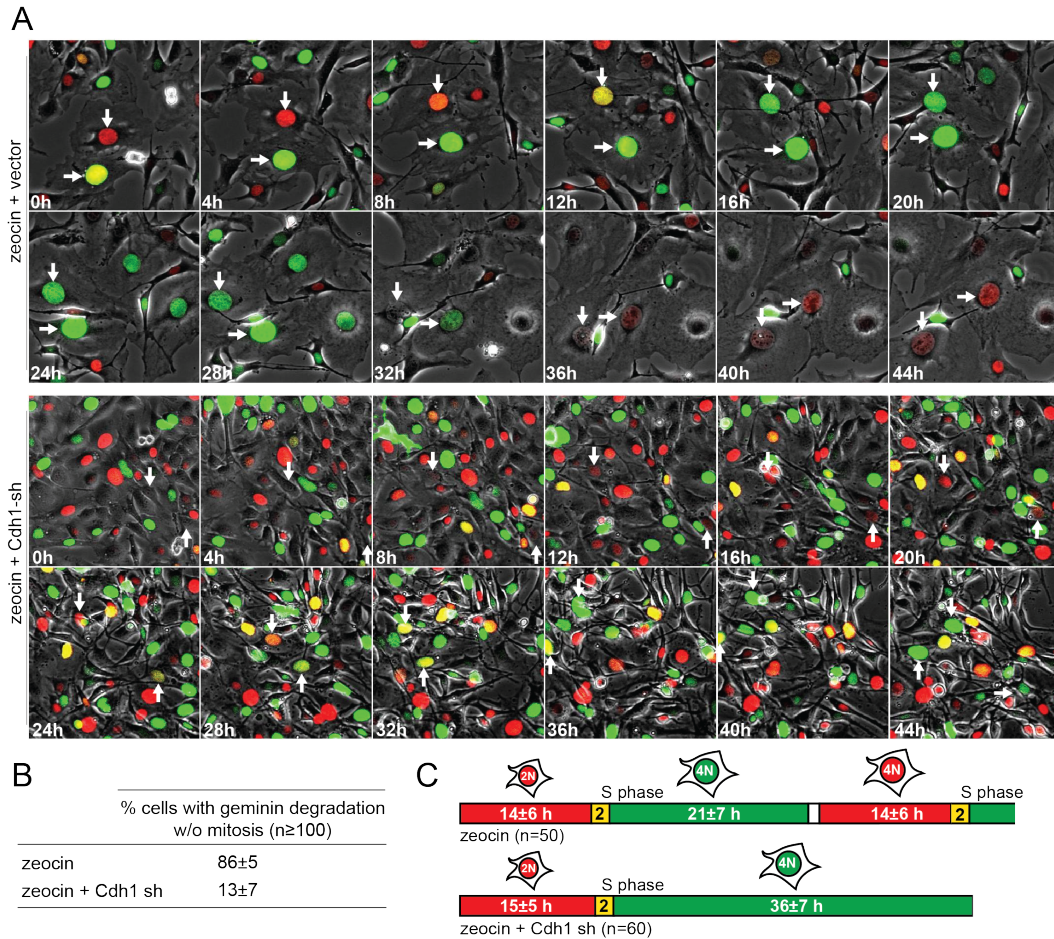 A
zeocin + vector
0h
4h
8h
12h
16h
20h
24h
28h
32h
36h
40h
44h
zeocin + Cdh1-sh
0h
4h
8h
12h
16h
20h
24h
28h
32h
36h
40h
44h
B
% cells with geminin degradation
w/o mitosis (n≥100)
zeocin 86±5
zeocin + Cdh1 sh 13±7
C
2N 4N 4N
S phase S phase
14±6 h 2 21±7 h 14±6 h 2
zeocin (n=50)
2N 4N
S phase
15±5 h 2 36±7 h
zeocin + Cdh1 sh (n=60)